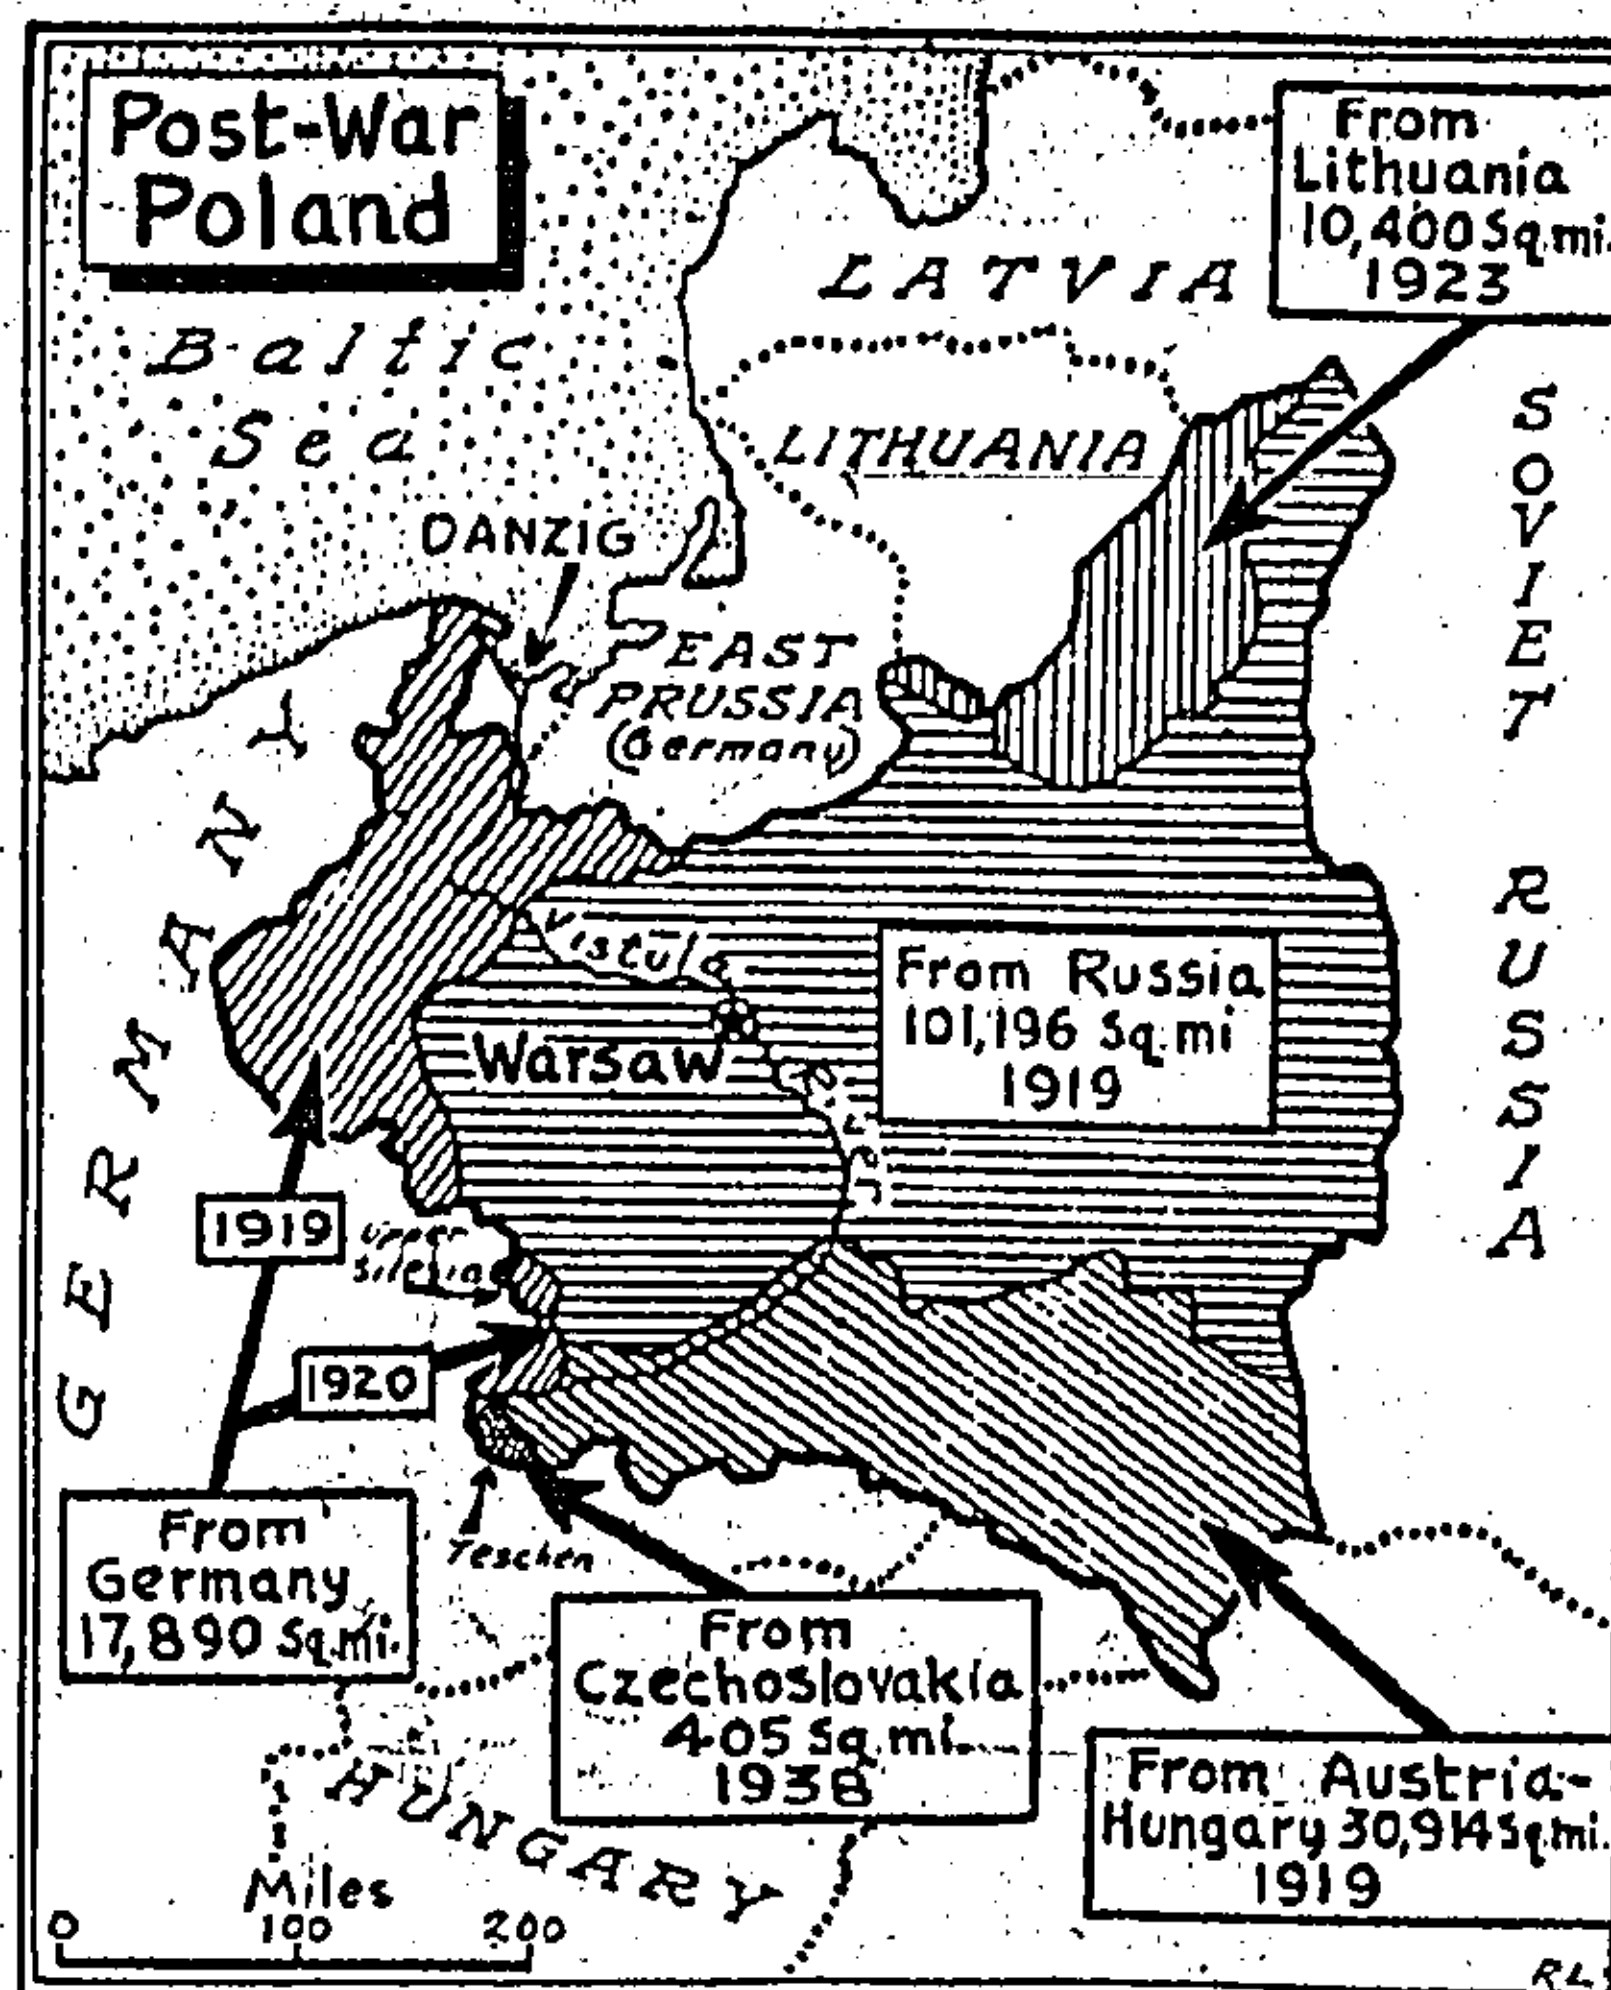 Post-War
Poland
From
Lithuania
10,400 Sq.mi.
1923
LATVIA
Baltic
Sea
LITHUANIA
SOVIET RUSSIA
DANZIG
EAST
PRUSSIA
(Germany)
GERMANY
Vistula
From Russia
101,196 Sq.mi
1919
Warsaw
1919
Upper
Silesia
1920
Teschen
From
Germany
17,890 Sq.mi.
From
Czechoslovakia
405 Sq.mi.
1938
From Austria-
Hungary 30,914 Sq.mi.
1919
HUNGARY
Miles
0 100 200